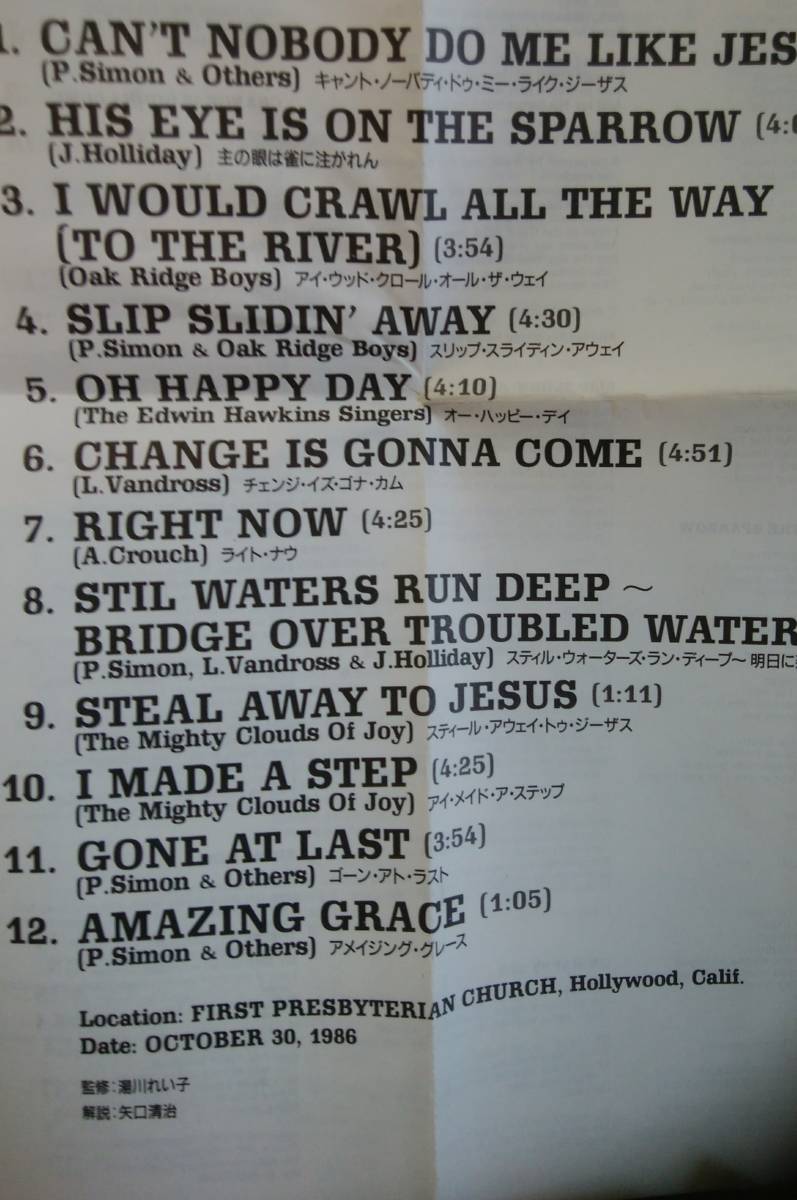 1. CAN'T NOBODY DO ME LIKE JES
(P.Simon & Others) キャント・ノーバディ・ドゥ・ミー・ライク・ジーザス
2. HIS EYE IS ON THE SPARROW (4:
(J.Holliday) 主の眼は雀に注がれん
3. I WOULD CRAWL ALL THE WAY
(TO THE RIVER) (3:54)
(Oak Ridge Boys) アイ・ウッド・クロール・オール・ザ・ウェイ
4. SLIP SLIDIN' AWAY (4:30)
(P.Simon & Oak Ridge Boys) スリップ・スライディン・アウェイ
5. OH HAPPY DAY (4:10)
(The Edwin Hawkins Singers) オー・ハッピー・デイ
6. CHANGE IS GONNA COME (4:51)
(L.Vandross) チェンジ・イズ・ゴナ・カム
7. RIGHT NOW (4:25)
(A.Crouch) ライト・ナウ
8. STIL WATERS RUN DEEP ~
BRIDGE OVER TROUBLED WATER
(P.Simon, L.Vandross & J.Holliday) スティル・ウォーターズ・ラン・ディープ~明日に
9. STEAL AWAY TO JESUS (1:11)
(The Mighty Clouds Of Joy) スティール・アウェイ・トゥ・ジーザス
10. I MADE A STEP (4:25)
(The Mighty Clouds Of Joy) アイ・メイド・ア・ステップ
11. GONE AT LAST (3:54)
(P.Simon & Others) ゴーン・アト・ラスト
12. AMAZING GRACE (1:05)
(P.Simon & Others) アメイジング・グレース
Location: FIRST PRESBYTERIAN CHURCH, Hollywood, Calif.
Date: OCTOBER 30, 1986
監修:湯川れい子
解説:矢口清治